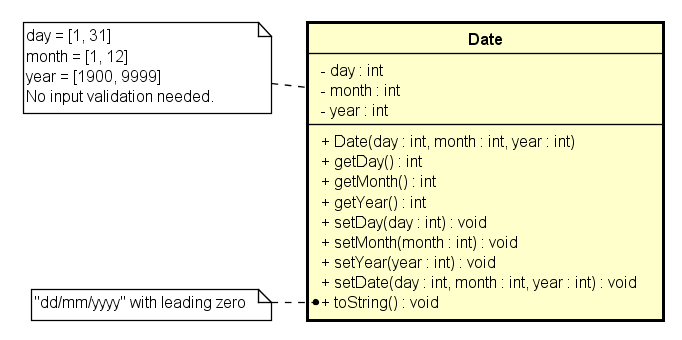 day = [1, 31]
month = [1, 12]
year = [1900, 9999]
No input validation needed.
Date
- day : int
- month : int
- year : int
+ Date(day : int, month : int, year : int)
+ getDay() : int
+ getMonth() : int
+ getYear() : int
+ setDay(day : int) : void
+ setMonth(month : int) : void
+ setYear(year : int) : void
+ setDate(day : int, month : int, year : int) : void
"dd/mm/yyyy" with leading zero
+ toString() : void